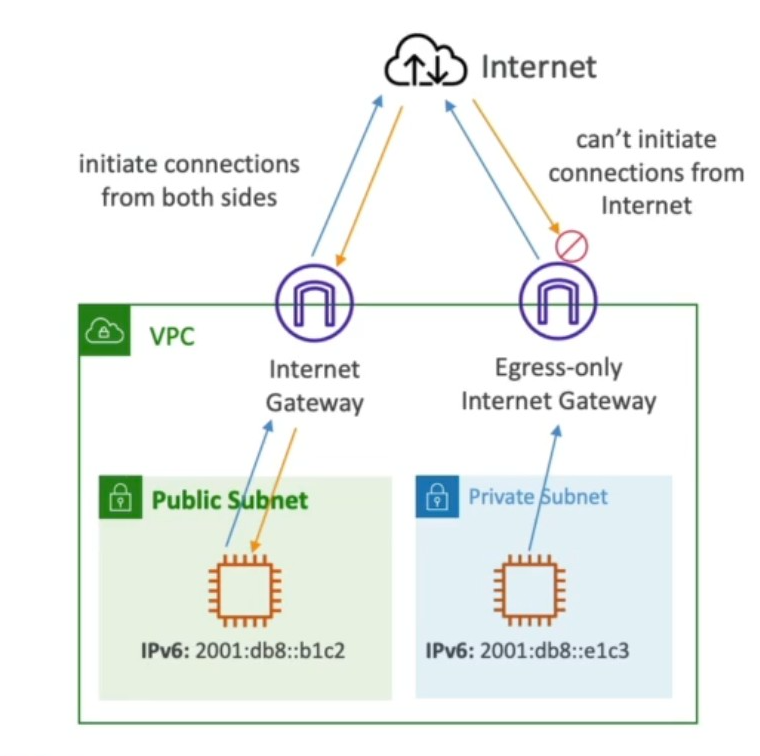 Internet
initiate connections
from both sides
can't initiate
connections from
Internet
VPC
Internet
Gateway
Egress-only
Internet Gateway
Public Subnet
Private Subnet
IPv6: 2001:db8::b1c2
IPv6: 2001:db8::e1c3